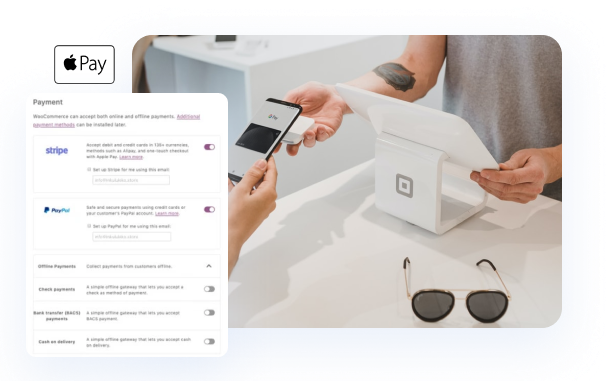 Pay
Payment
WooCommerce can accept both online and offline payments. Additional
payment methods can be installed later.
stripe
Accept debit and credit cards in 135+ currencies,
methods such as Alipay, and one-touch checkout
with Apple Pay. Learn more.
Set up Stripe for me using this email:
PayPal
Safe and secure payments using credit cards or
your customer's PayPal account. Learn more.
Set up PayPal for me using this email:
Offline Payments
Collect payments from customers offline.
Check payments
A simple offline gateway that lets you accept a
check as method of payment.
Bank transfer (BACS)
payments
A simple offline gateway that lets you accept
BACS payment.
Cash on delivery
A simple offline gateway that lets you accept cash
on delivery.
Pay